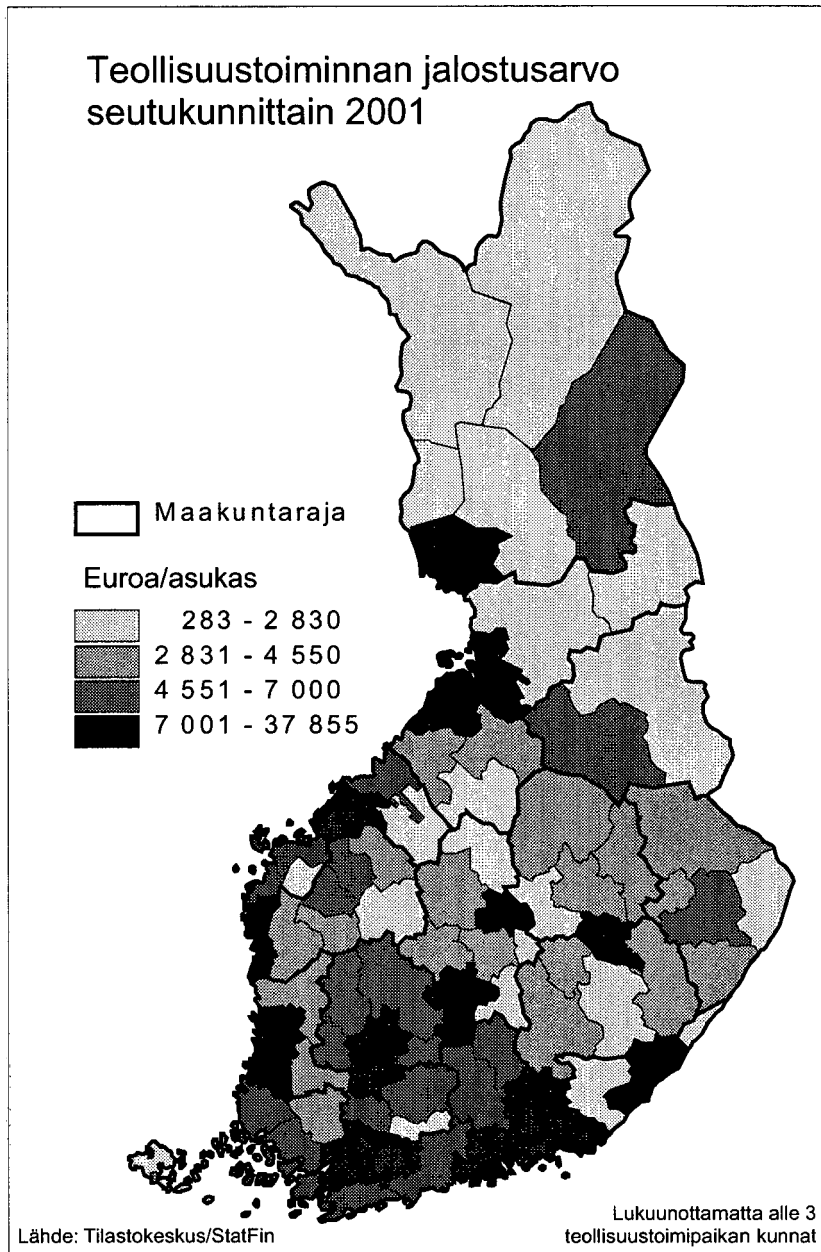 Teollisuustoiminnan jalostusarvo
seutukunnittain 2001
Maakuntaraja
Euroa/asukas
283 - 2 830
2 831 - 4 550
4 551 - 7 000
7 001 - 37 855
Lähde: Tilastokeskus/StatFin
Lukuunottamatta alle 3
teollisuustoimipaikan kunnat